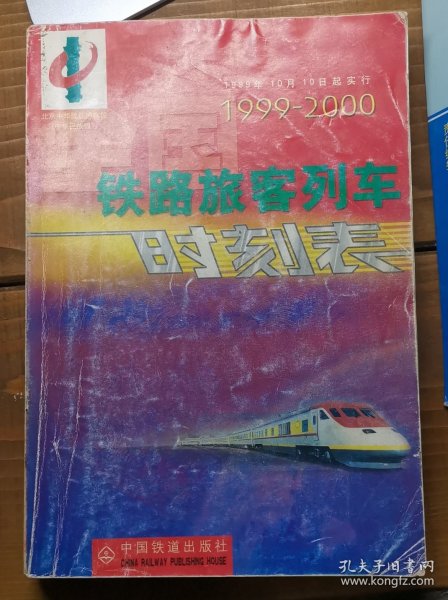 1999年10月10日起实行
1999-2000
全国
铁路旅客列车
时刻表
中国铁道出版社
CHINA RAILWAY PUBLISHING HOUSE
孔夫子旧书网
www.kongfz.com